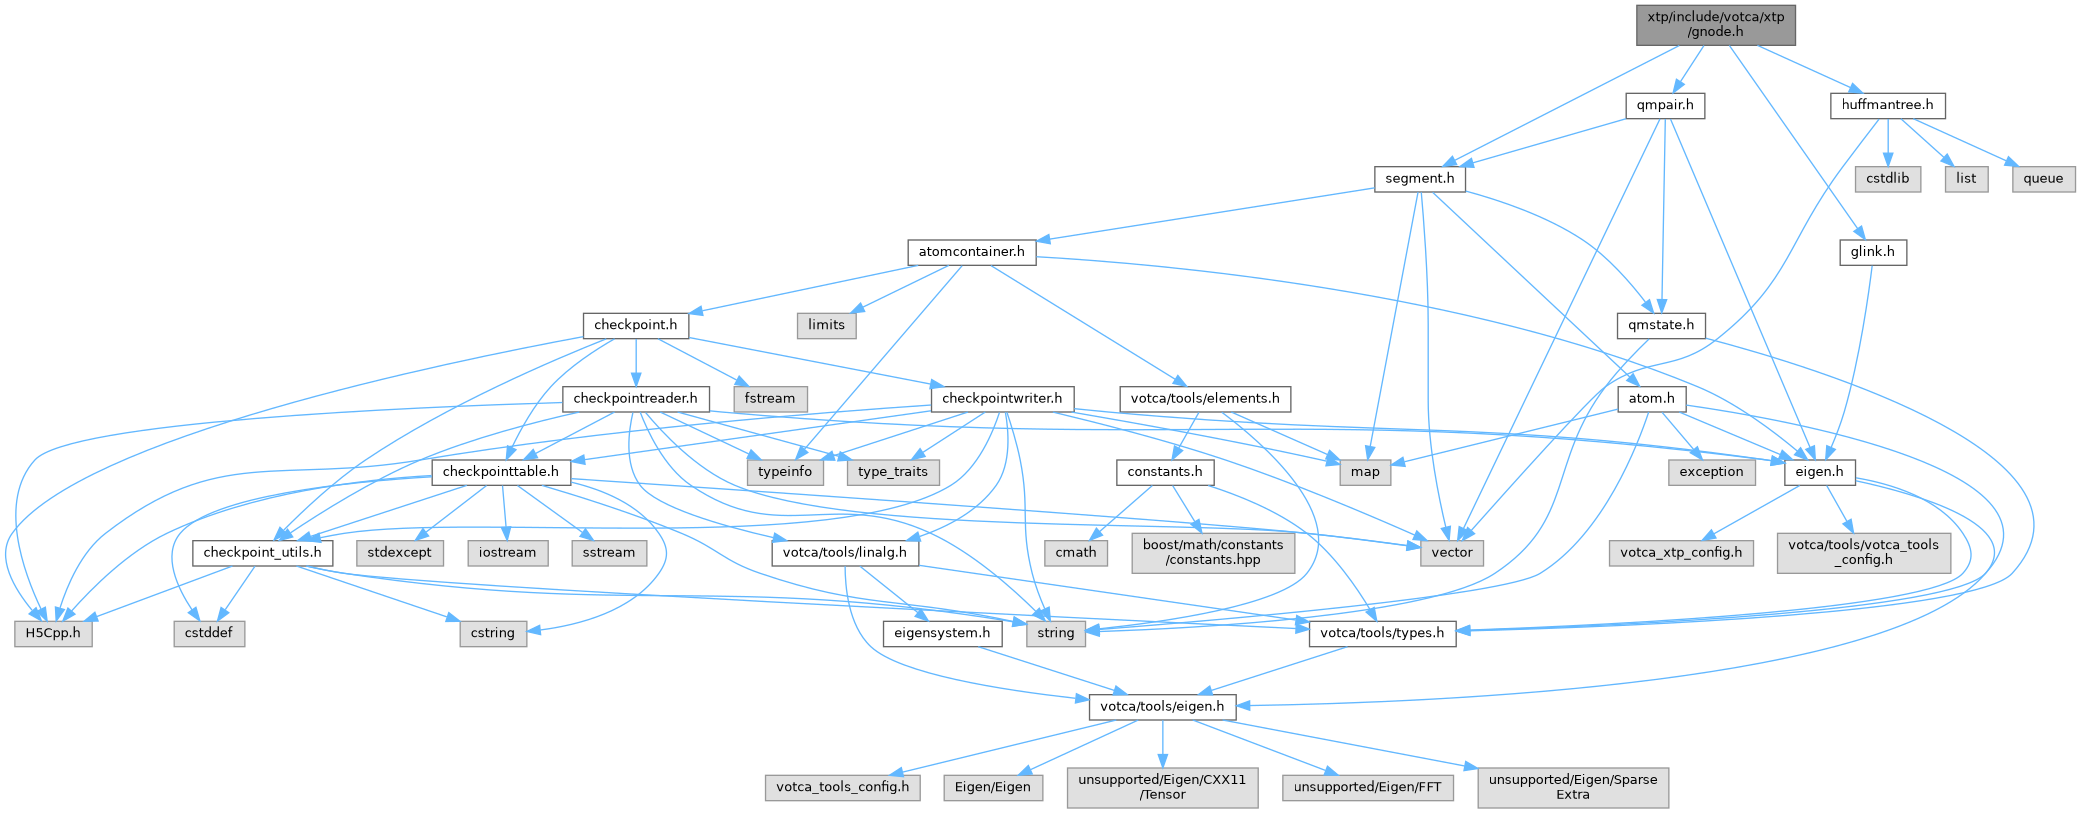 xtp/include/votca/xtp
/gnode.h
qmpair.h
huffmantree.h
segment.h
cstdlib
list
queue
atomcontainer.h
glink.h
checkpoint.h
limits
qmstate.h
checkpointreader.h
fstream
checkpointwriter.h
votca/tools/elements.h
atom.h
checkpointtable.h
typeinfo
type_traits
constants.h
map
exception
eigen.h
checkpoint_utils.h
stdexcept
iostream
sstream
votca/tools/linalg.h
cmath
boost/math/constants
/constants.hpp
vector
votca_xtp_config.h
votca/tools/votca_tools
_config.h
H5Cpp.h
cstddef
cstring
eigensystem.h
string
votca/tools/types.h
votca/tools/eigen.h
votca_tools_config.h
Eigen/Eigen
unsupported/Eigen/CXX11
/Tensor
unsupported/Eigen/FFT
unsupported/Eigen/Sparse
Extra